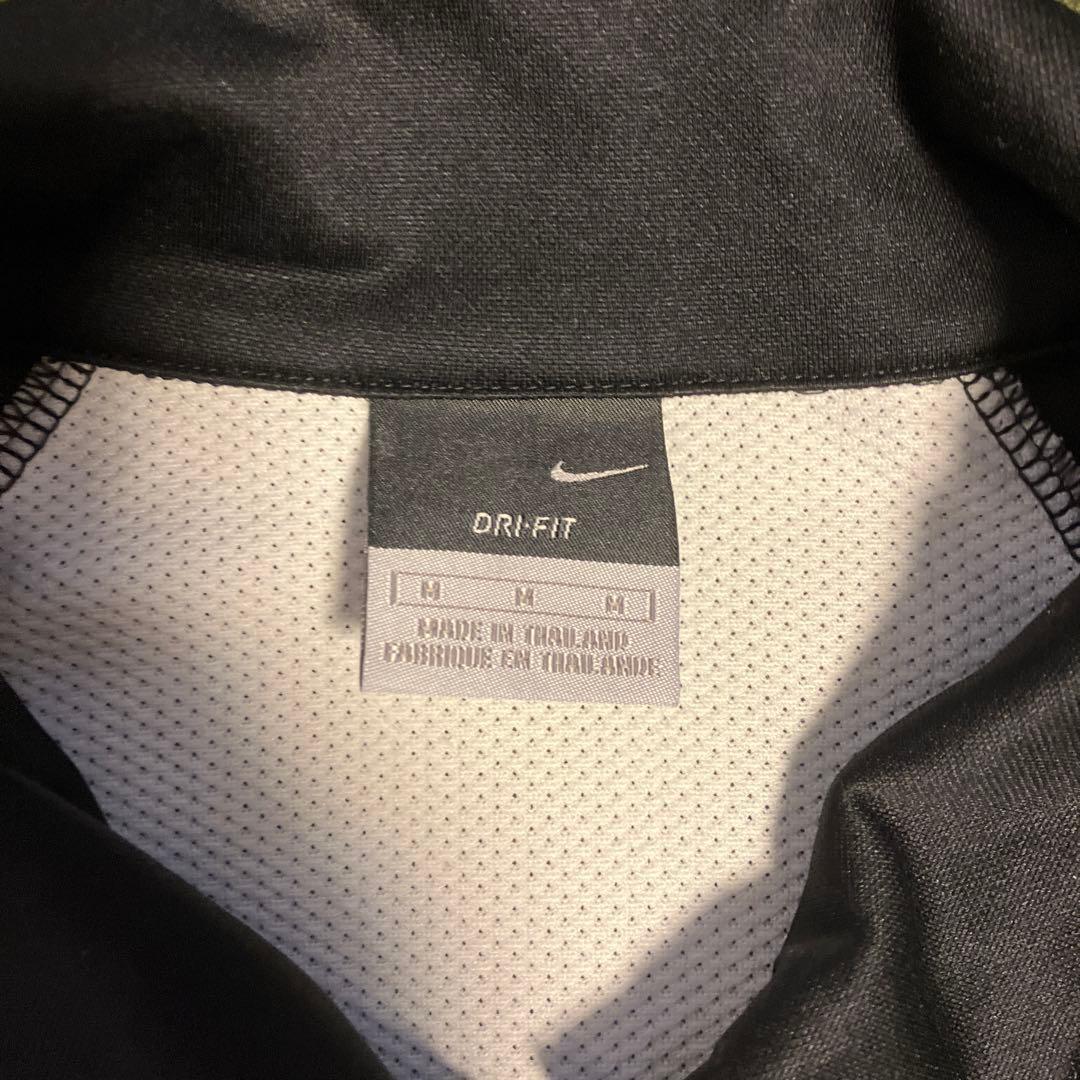 DRI-FIT
M M M
MADE IN THAILAND
FABRIQUE EN THAILANDE